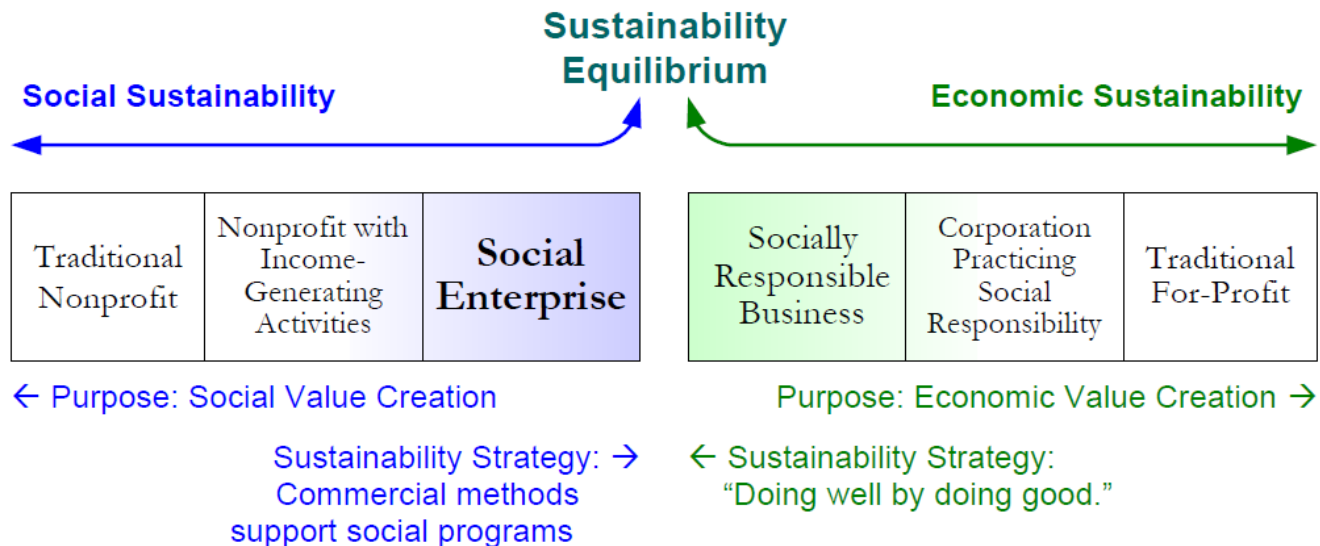 Sustainability
Equilibrium
Social Sustainability
Economic Sustainability
Traditional
Nonprofit
Nonprofit with
Income-
Generating
Activities
Social
Enterprise
Socially
Responsible
Business
Corporation
Practicing
Social
Responsibility
Traditional
For-Profit
← Purpose: Social Value Creation
Purpose: Economic Value Creation →
Sustainability Strategy: →
Commercial methods
support social programs
← Sustainability Strategy:
“Doing well by doing good.”